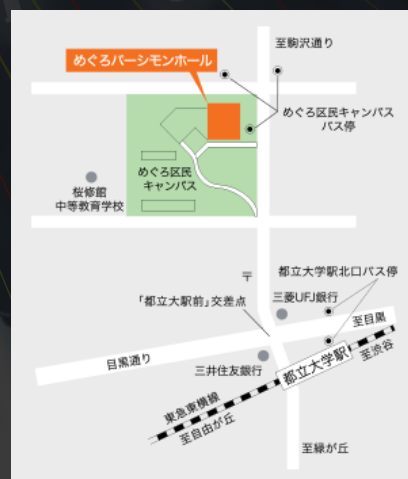 至駒沢通り
めぐろパーシモンホール
めぐろ区民キャンパス
バス停
めぐろ区民
キャンパス
桜修館
中等教育学校
〒
都立大学駅北口バス停
「都立大駅前」交差点
三菱UFJ銀行
至目黒
目黒通り
三井住友銀行
都立大学駅
至渋谷
東急東横線
至自由が丘
至緑が丘